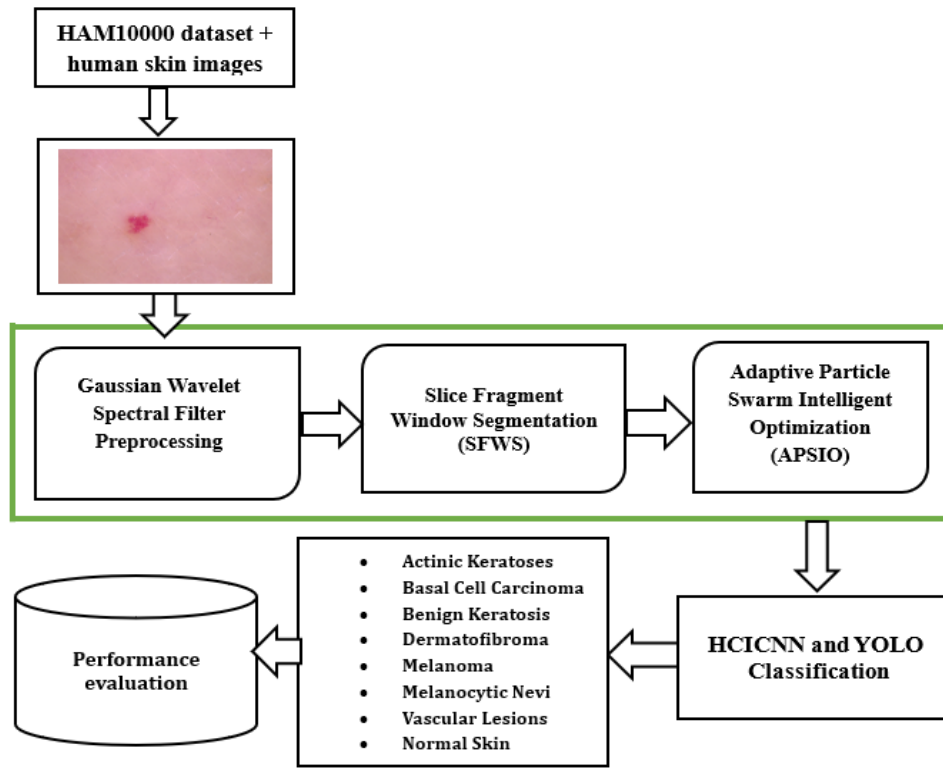 HAM10000 dataset +
human skin images
Gaussian Wavelet
Spectral Filter
Preprocessing
Slice Fragment
Window Segmentation
(SFWS)
Adaptive Particle
Swarm Intelligent
Optimization
(APSIO)
HCICNN and YOLO
Classification
• Actinic Keratoses
• Basal Cell Carcinoma
• Benign Keratosis
• Dermatofibroma
• Melanoma
• Melanocytic Nevi
• Vascular Lesions
• Normal Skin
Performance
evaluation